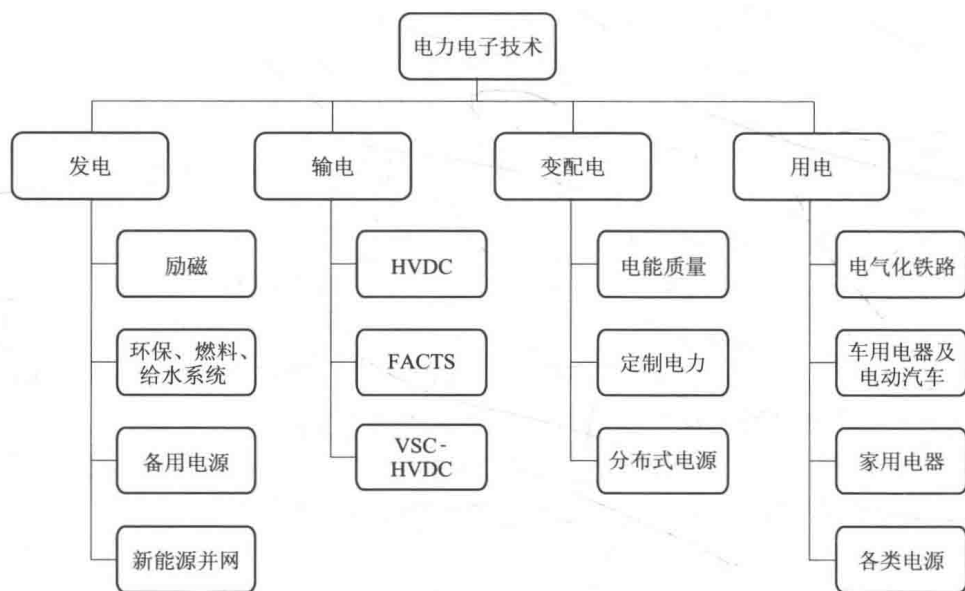 电力电子技术
发电
输电
变配电
用电
励磁
HVDC
电能质量
电气化铁路
环保、燃料、
给水系统
FACTS
定制电力
车用电器及
电动汽车
备用电源
VSC-
HVDC
分布式电源
家用电器
新能源并网
各类电源